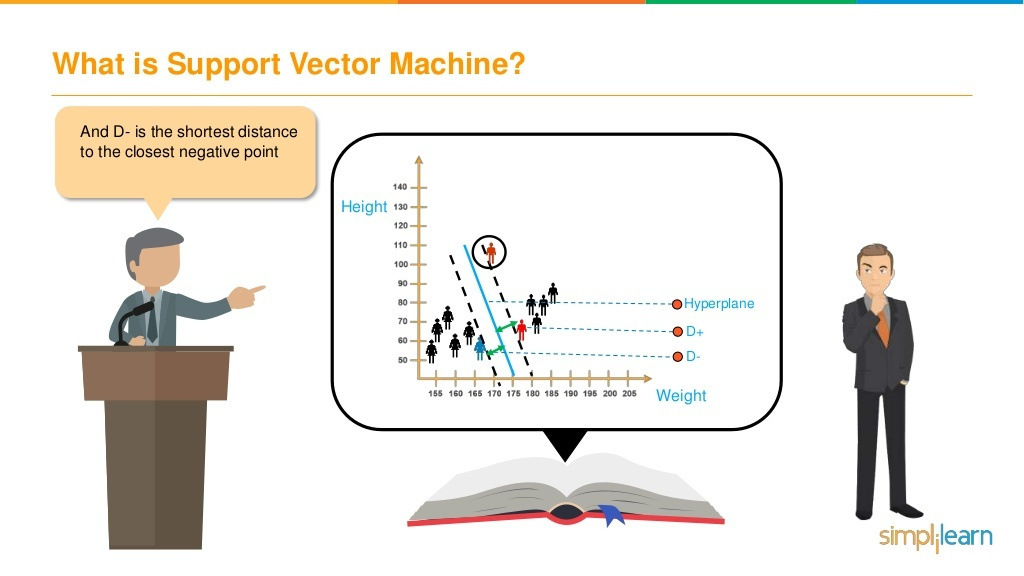 What is Support Vector Machine?
And D- is the shortest distance
to the closest negative point
Height
140
130
120
110
100
90
80
70
60
50
155 160 165 170 175 180 185 190 195 200 205
Weight
Hyperplane
D+
D-
simplilearn